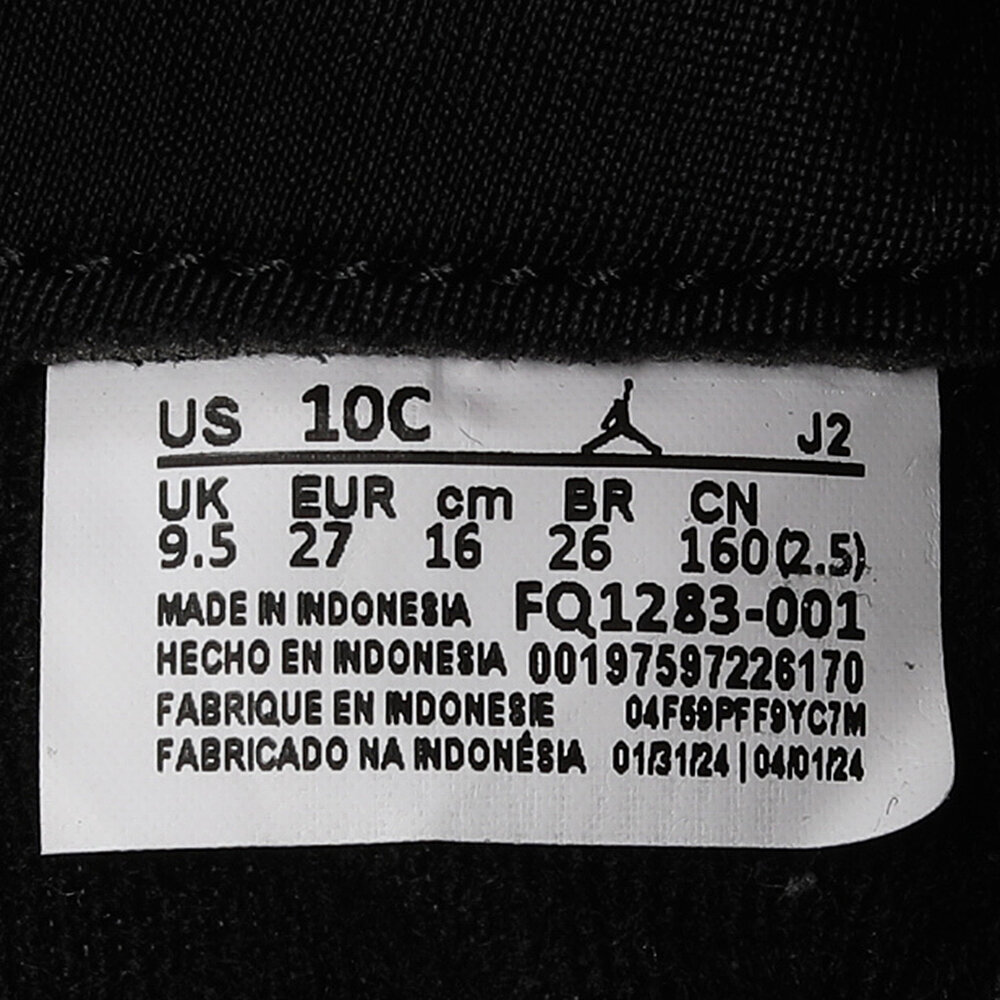 US 10C J2
UK EUR cm BR CN
9.5 27 16 26 160(2.5)
MADE IN INDONESIA FQ1283-001
HECHO EN INDONESIA 00197597226170
FABRIQUE EN INDONESIE 04F59PFF9YC7M
FABRICADO NA INDONÉSIA 01/31/24 | 04/01/24